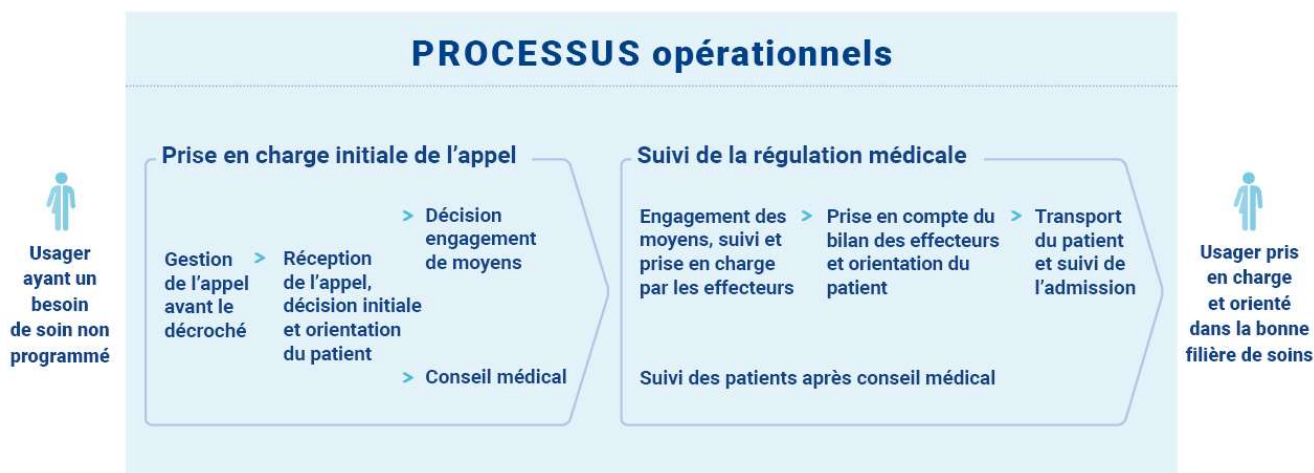 PROCESSUS opérationnels
Usager
ayant un
besoin
de soin non
programmé
Prise en charge initiale de l'appel
Gestion
de l'appel
avant le
décroché
> Réception
de l'appel,
décision initiale
et orientation
du patient
> Décision
engagement
de moyens
> Conseil médical
Suivi de la régulation médicale
Engagement des
moyens, suivi et
prise en charge
par les effecteurs
> Prise en compte du
bilan des effecteurs
et orientation du
patient
> Transport
du patient
et suivi de
l'admission
Suivi des patients après conseil médical
Usager pris
en charge
et orienté
dans la bonne
filière de soins